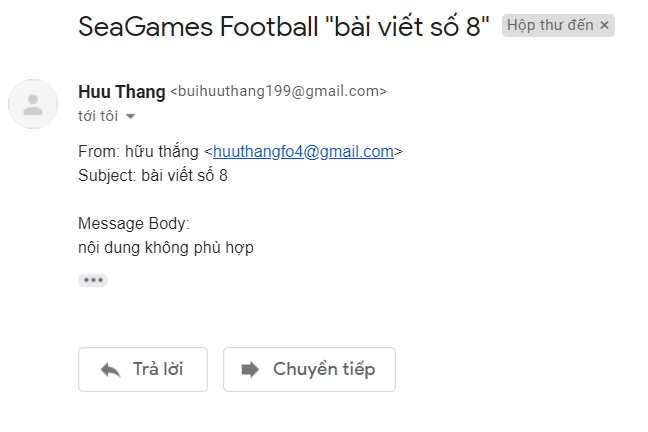 SeaGames Football "bài viết số 8" Hộp thư đến ×
Huu Thang <buihuuthang199@gmail.com>
tới tôi
From: hữu thắng <huuthangfo4@gmail.com>
Subject: bài viết số 8
Message Body:
nội dung không phù hợp
Trả lời Chuyển tiếp